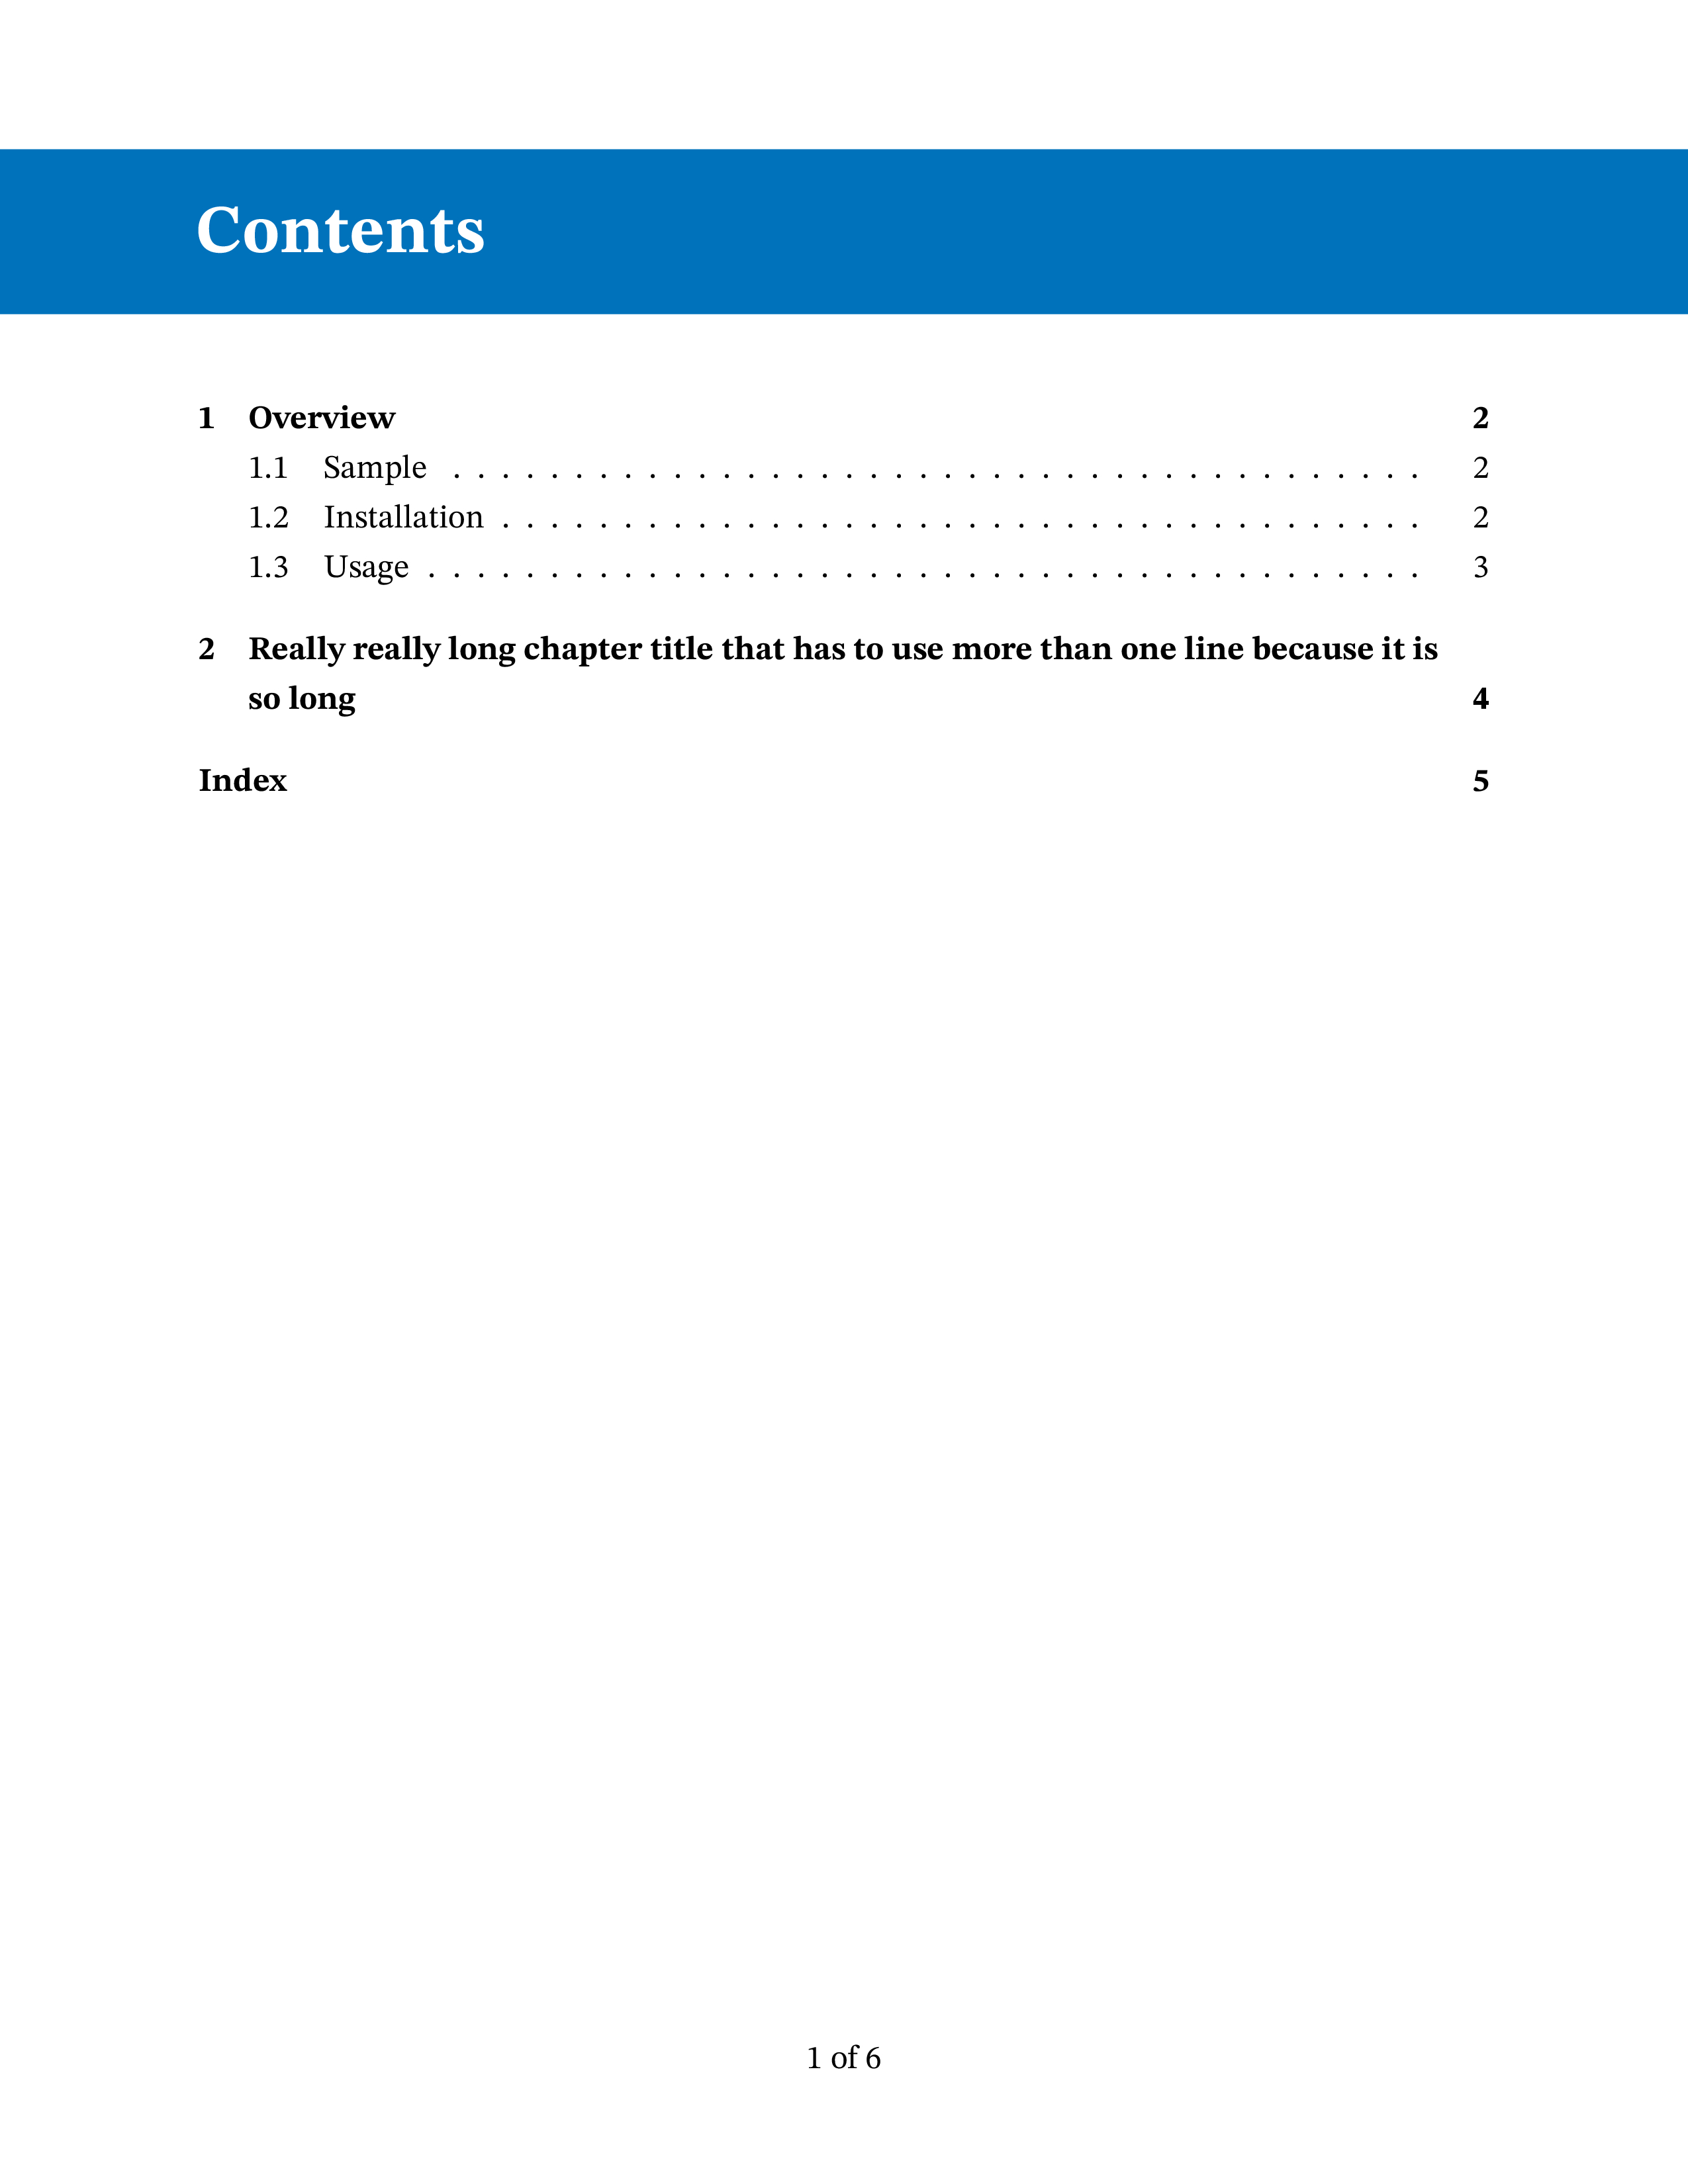 Contents
1 Overview 2
1.1 Sample . . . . . . . . . . . . . . . . . . . . . . . . . . . . . . . . . . . . . . . . 2
1.2 Installation . . . . . . . . . . . . . . . . . . . . . . . . . . . . . . . . . . . . . . 2
1.3 Usage . . . . . . . . . . . . . . . . . . . . . . . . . . . . . . . . . . . . . . . . . 3
2 Really really long chapter title that has to use more than one line because it is
so long 4
Index 5
1 of 6